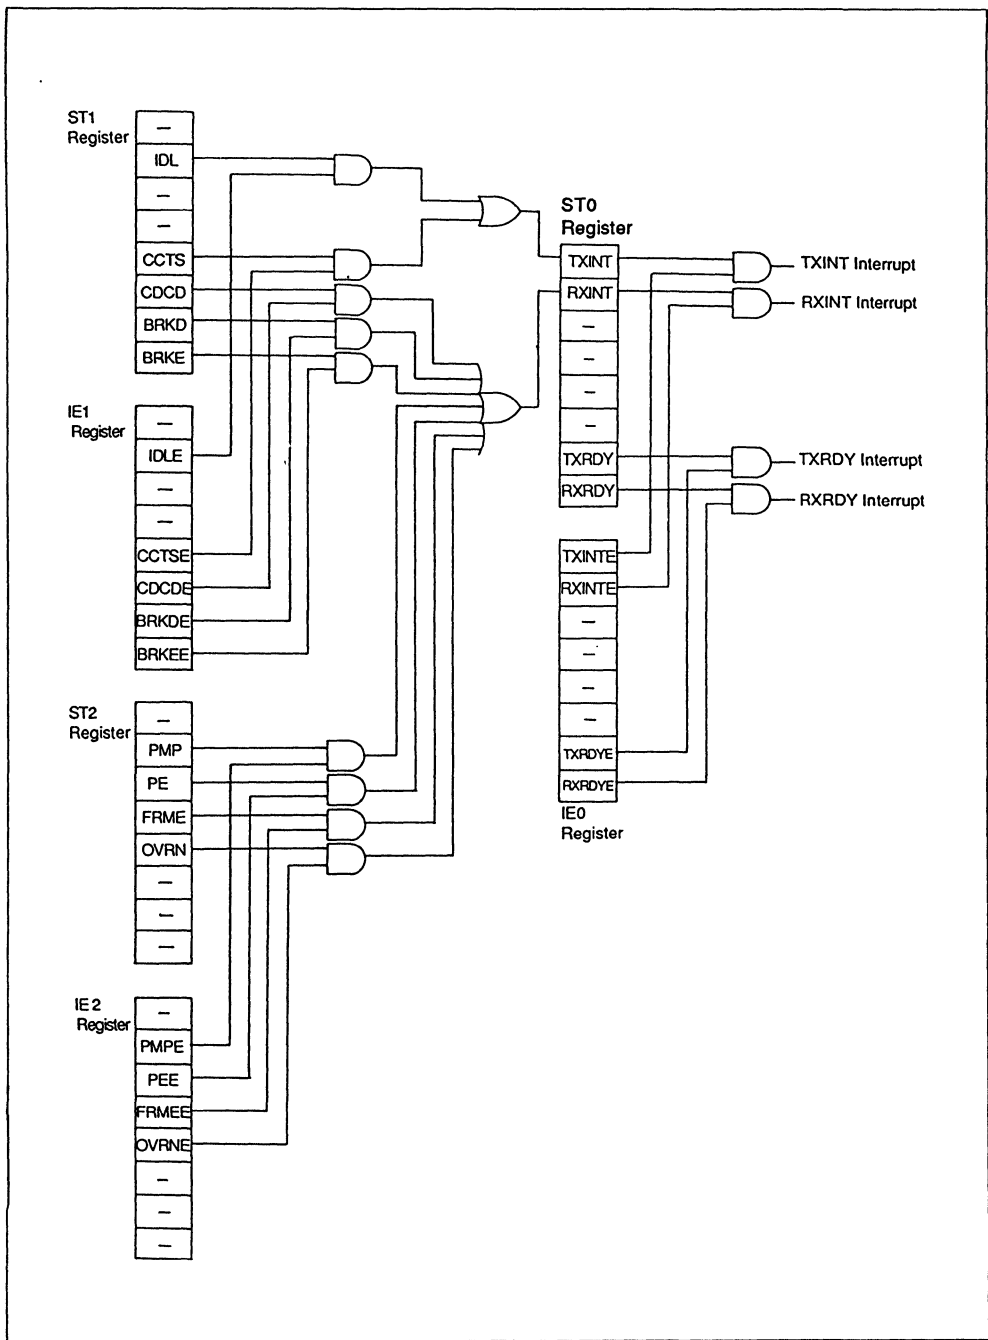 ST1
Register
—
IDL
—
—
CCTS
CDCD
BRKD
BRKE
IE1
Register
—
IDLE
—
—
CCTSE
CDCDE
BRKDE
BRKEE
ST2
Register
—
PMP
PE
FRME
OVRN
—
—
—
IE2
Register
—
PMPE
PEE
FRMEE
OVRNE
—
—
—
ST0
Register
TXINT
RXINT
—
—
—
—
TXRDY
RXRDY
TXINTE
RXINTE
—
—
—
—
TXRDYE
RXRDYE
IE0
Register
TXINT Interrupt
RXINT Interrupt
TXRDY Interrupt
RXRDY Interrupt